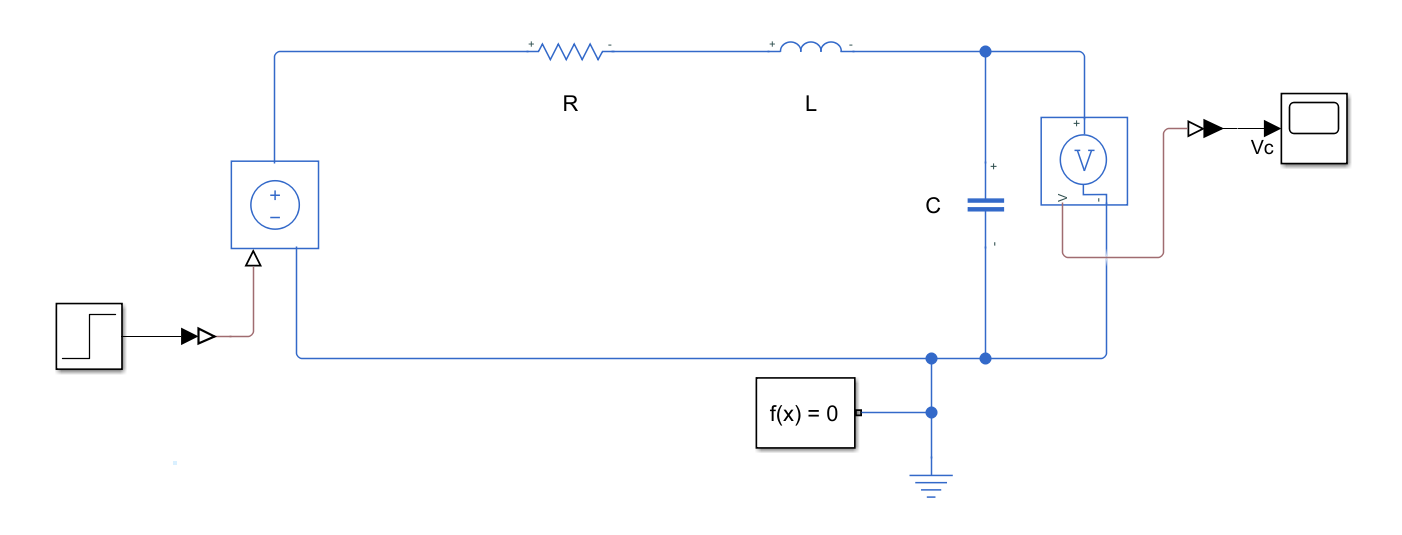 + -
+ -
R
L
+
V
v -
Vc
+
-
+
C
-
f(x) = 0